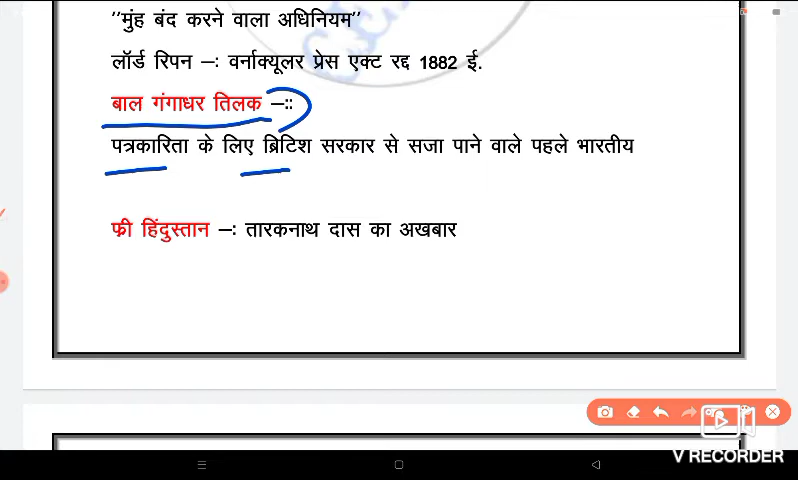 "मुंह बंद करने वाला अधिनियम"
लॉर्ड रिपन –: वर्नाक्यूलर प्रेस एक्ट रद्द 1882 ई.
बाल गंगाधर तिलक –::
पत्रकारिता के लिए ब्रिटिश सरकार से सजा पाने वाले पहले भारतीय
फ्री हिंदुस्तान –: तारकनाथ दास का अखबार
V RECORDER